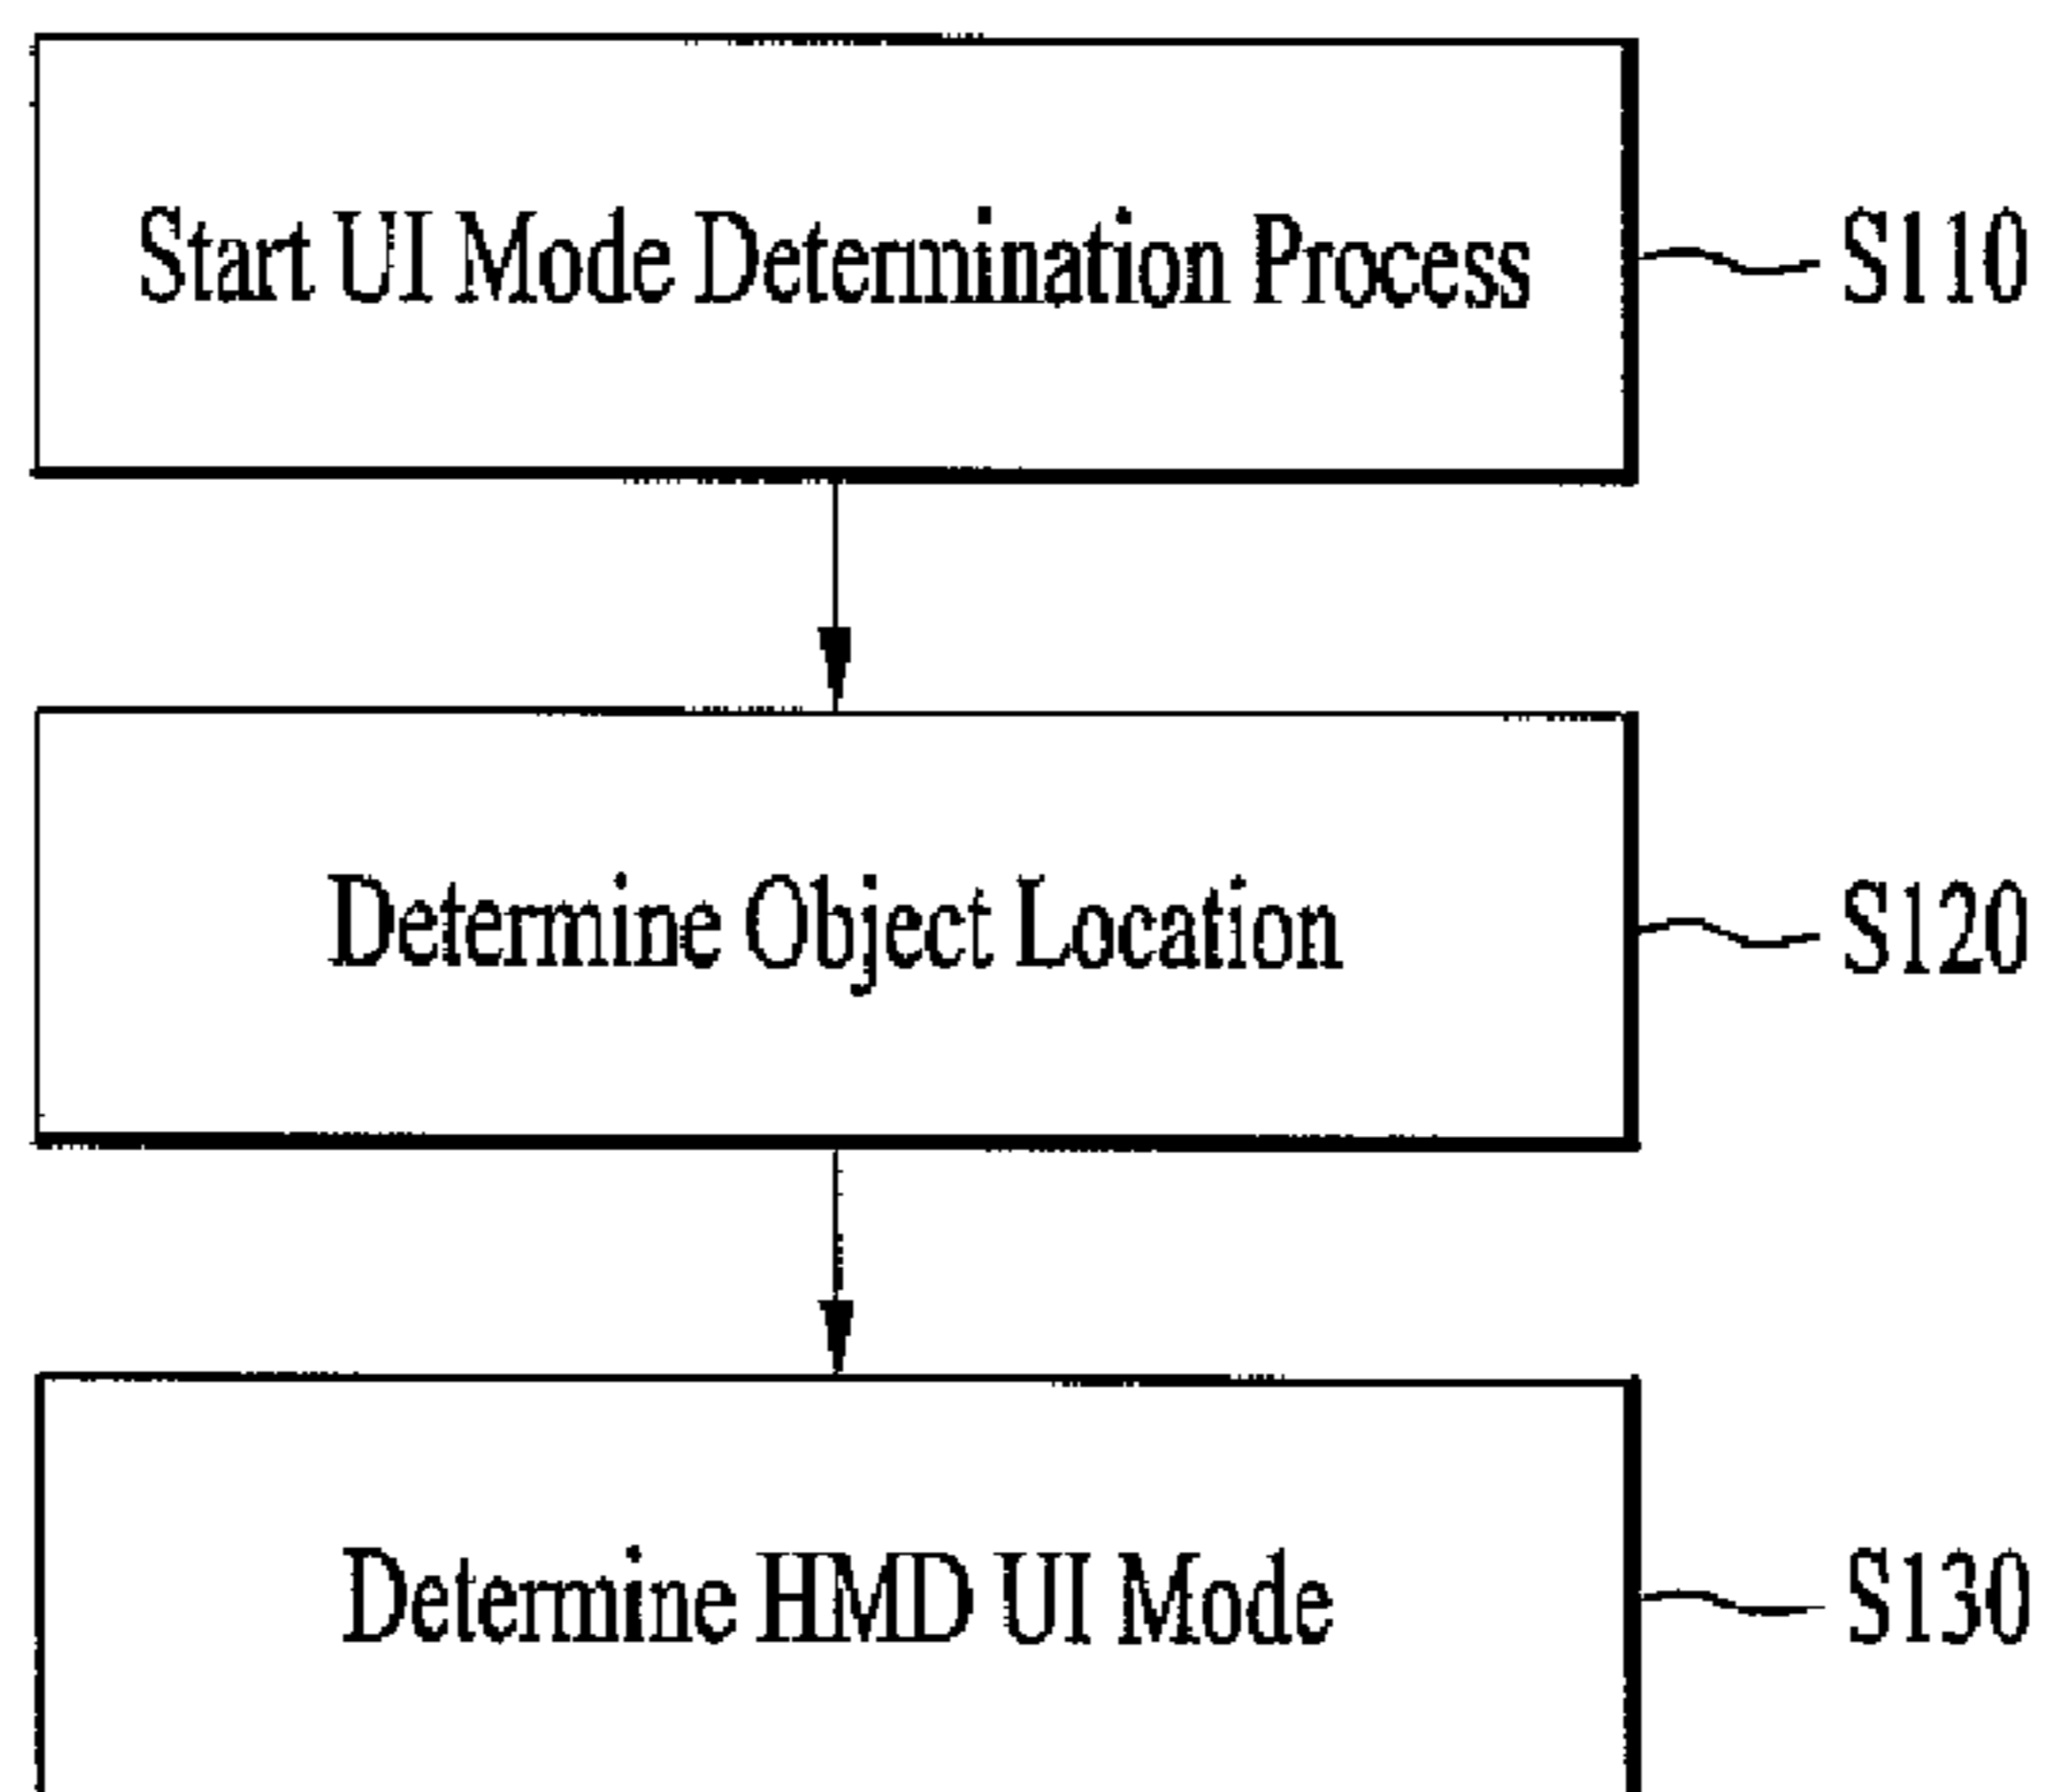 Start UI Mode Determination Process
S110
Determine Object Location
S120
Determine HMD UI Mode
S130